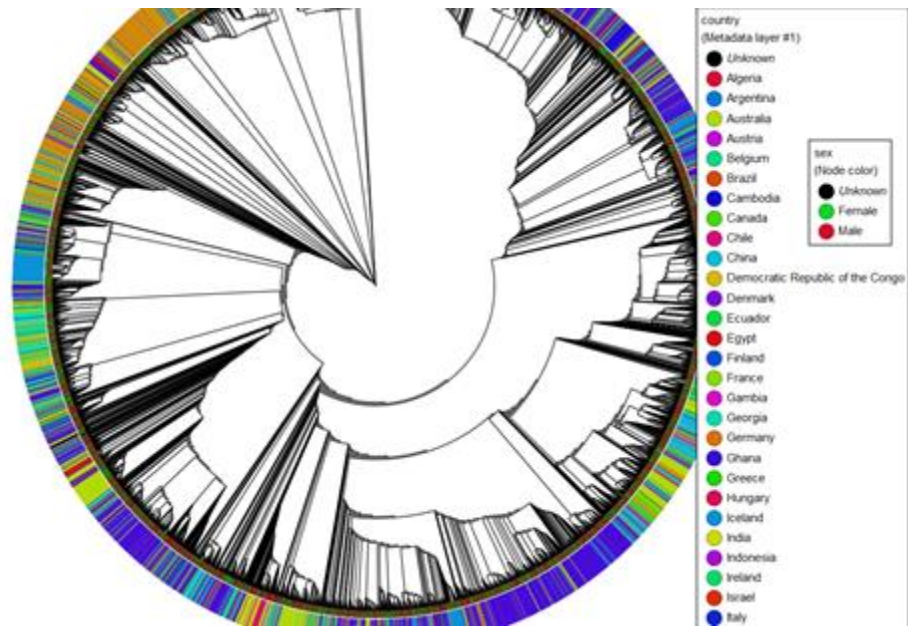 country
(Metadata layer #1)
Unknown
Algeria
Argentina
Australia
Austria
Belgium
Brazil
Cambodia
Canada
Chile
China
Democratic Republic of the Congo
Denmark
Ecuador
Egypt
Finland
France
Gambia
Georgia
Germany
Ghana
Greece
Hungary
Iceland
India
Indonesia
Ireland
Israel
Italy
sex
(Node color)
Unknown
Female
Male